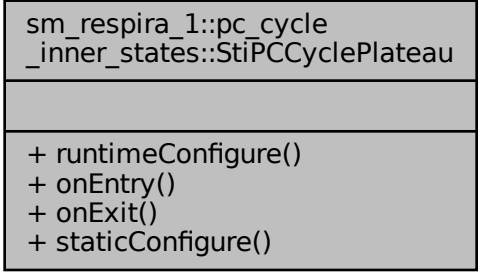 sm_respira_1::pc_cycle
_inner_states::StiPCCyclePlateau
+ runtimeConfigure()
+ onEntry()
+ onExit()
+ staticConfigure()